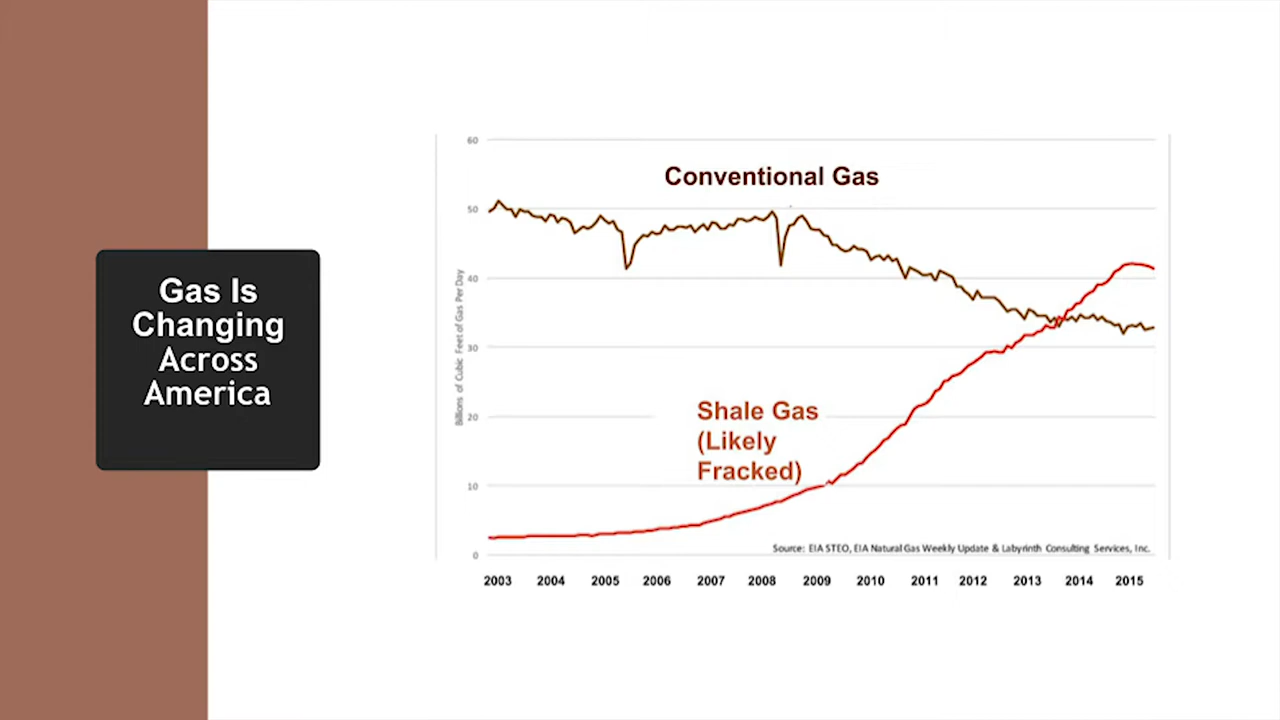 Gas Is
Changing
Across
America
Conventional Gas
Shale Gas
(Likely
Fracked)
Billions of Cubic Feet of Gas Per Day
60
50
40
30
20
10
0
Source: EIA STEO, EIA Natural Gas Weekly Update & Labyrinth Consulting Services, Inc.
2003 2004 2005 2006 2007 2008 2009 2010 2011 2012 2013 2014 2015